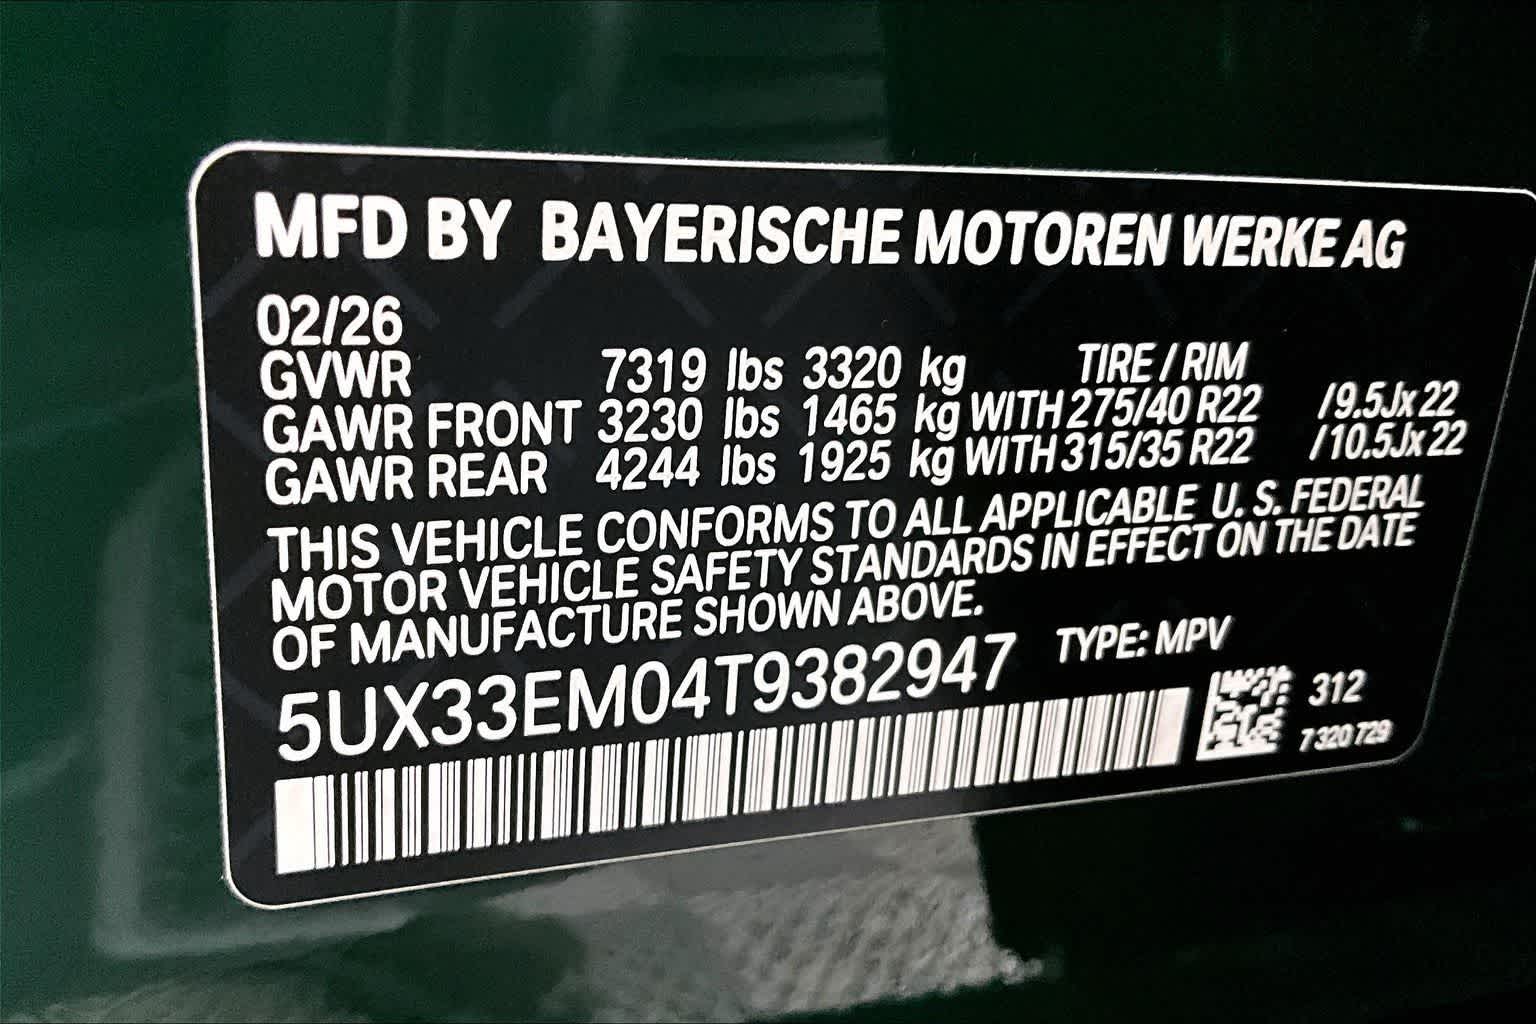 MFD BY BAYERISCHE MOTOREN WERKE AG
02/26
GVWR 7319 lbs 3320 kg TIRE / RIM
GAWR FRONT 3230 lbs 1465 kg WITH 275/40 R22 /9.5Jx22
GAWR REAR 4244 lbs 1925 kg WITH 315/35 R22 /10.5Jx22
THIS VEHICLE CONFORMS TO ALL APPLICABLE U. S. FEDERAL
MOTOR VEHICLE SAFETY STANDARDS IN EFFECT ON THE DATE
OF MANUFACTURE SHOWN ABOVE.
5UX33EM04T9382947 TYPE: MPV
312
7 320 729